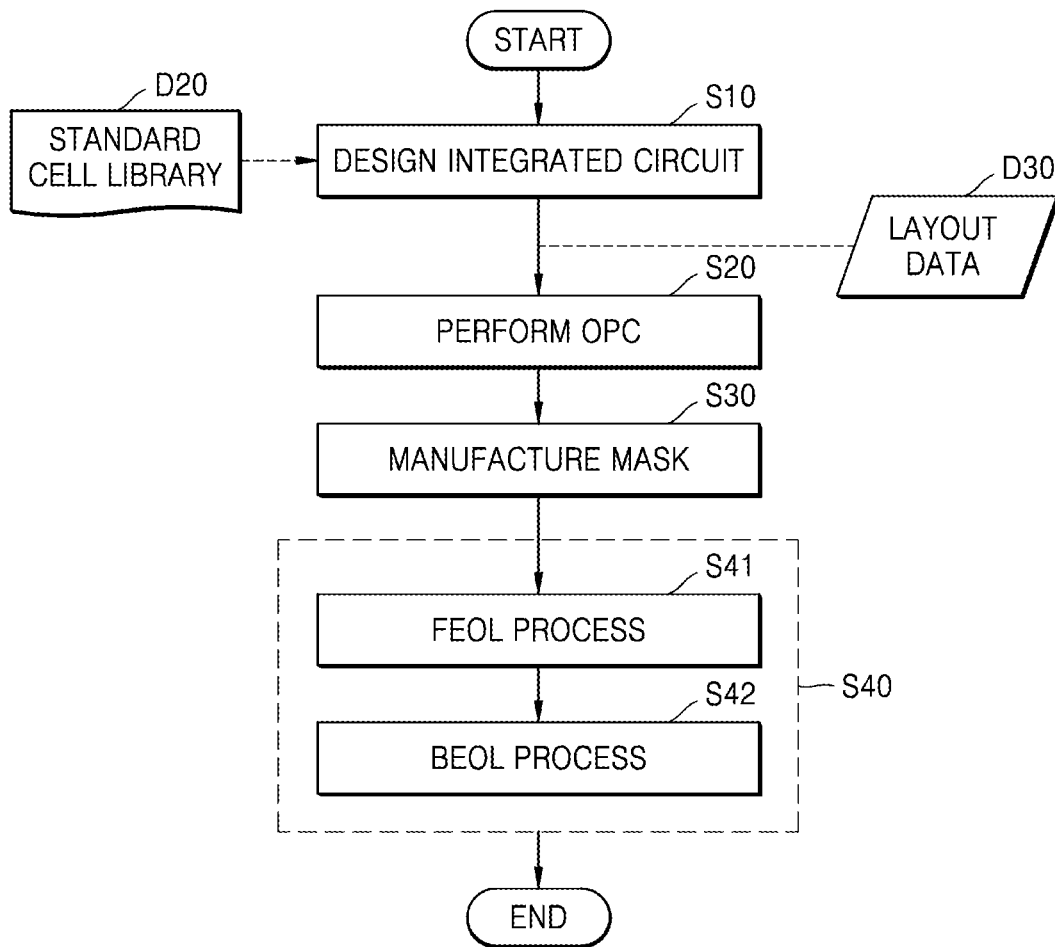 START
D20
STANDARD
CELL LIBRARY
S10
DESIGN INTEGRATED CIRCUIT
D30
LAYOUT
DATA
S20
PERFORM OPC
S30
MANUFACTURE MASK
S41
FEOL PROCESS
S40
S42
BEOL PROCESS
END